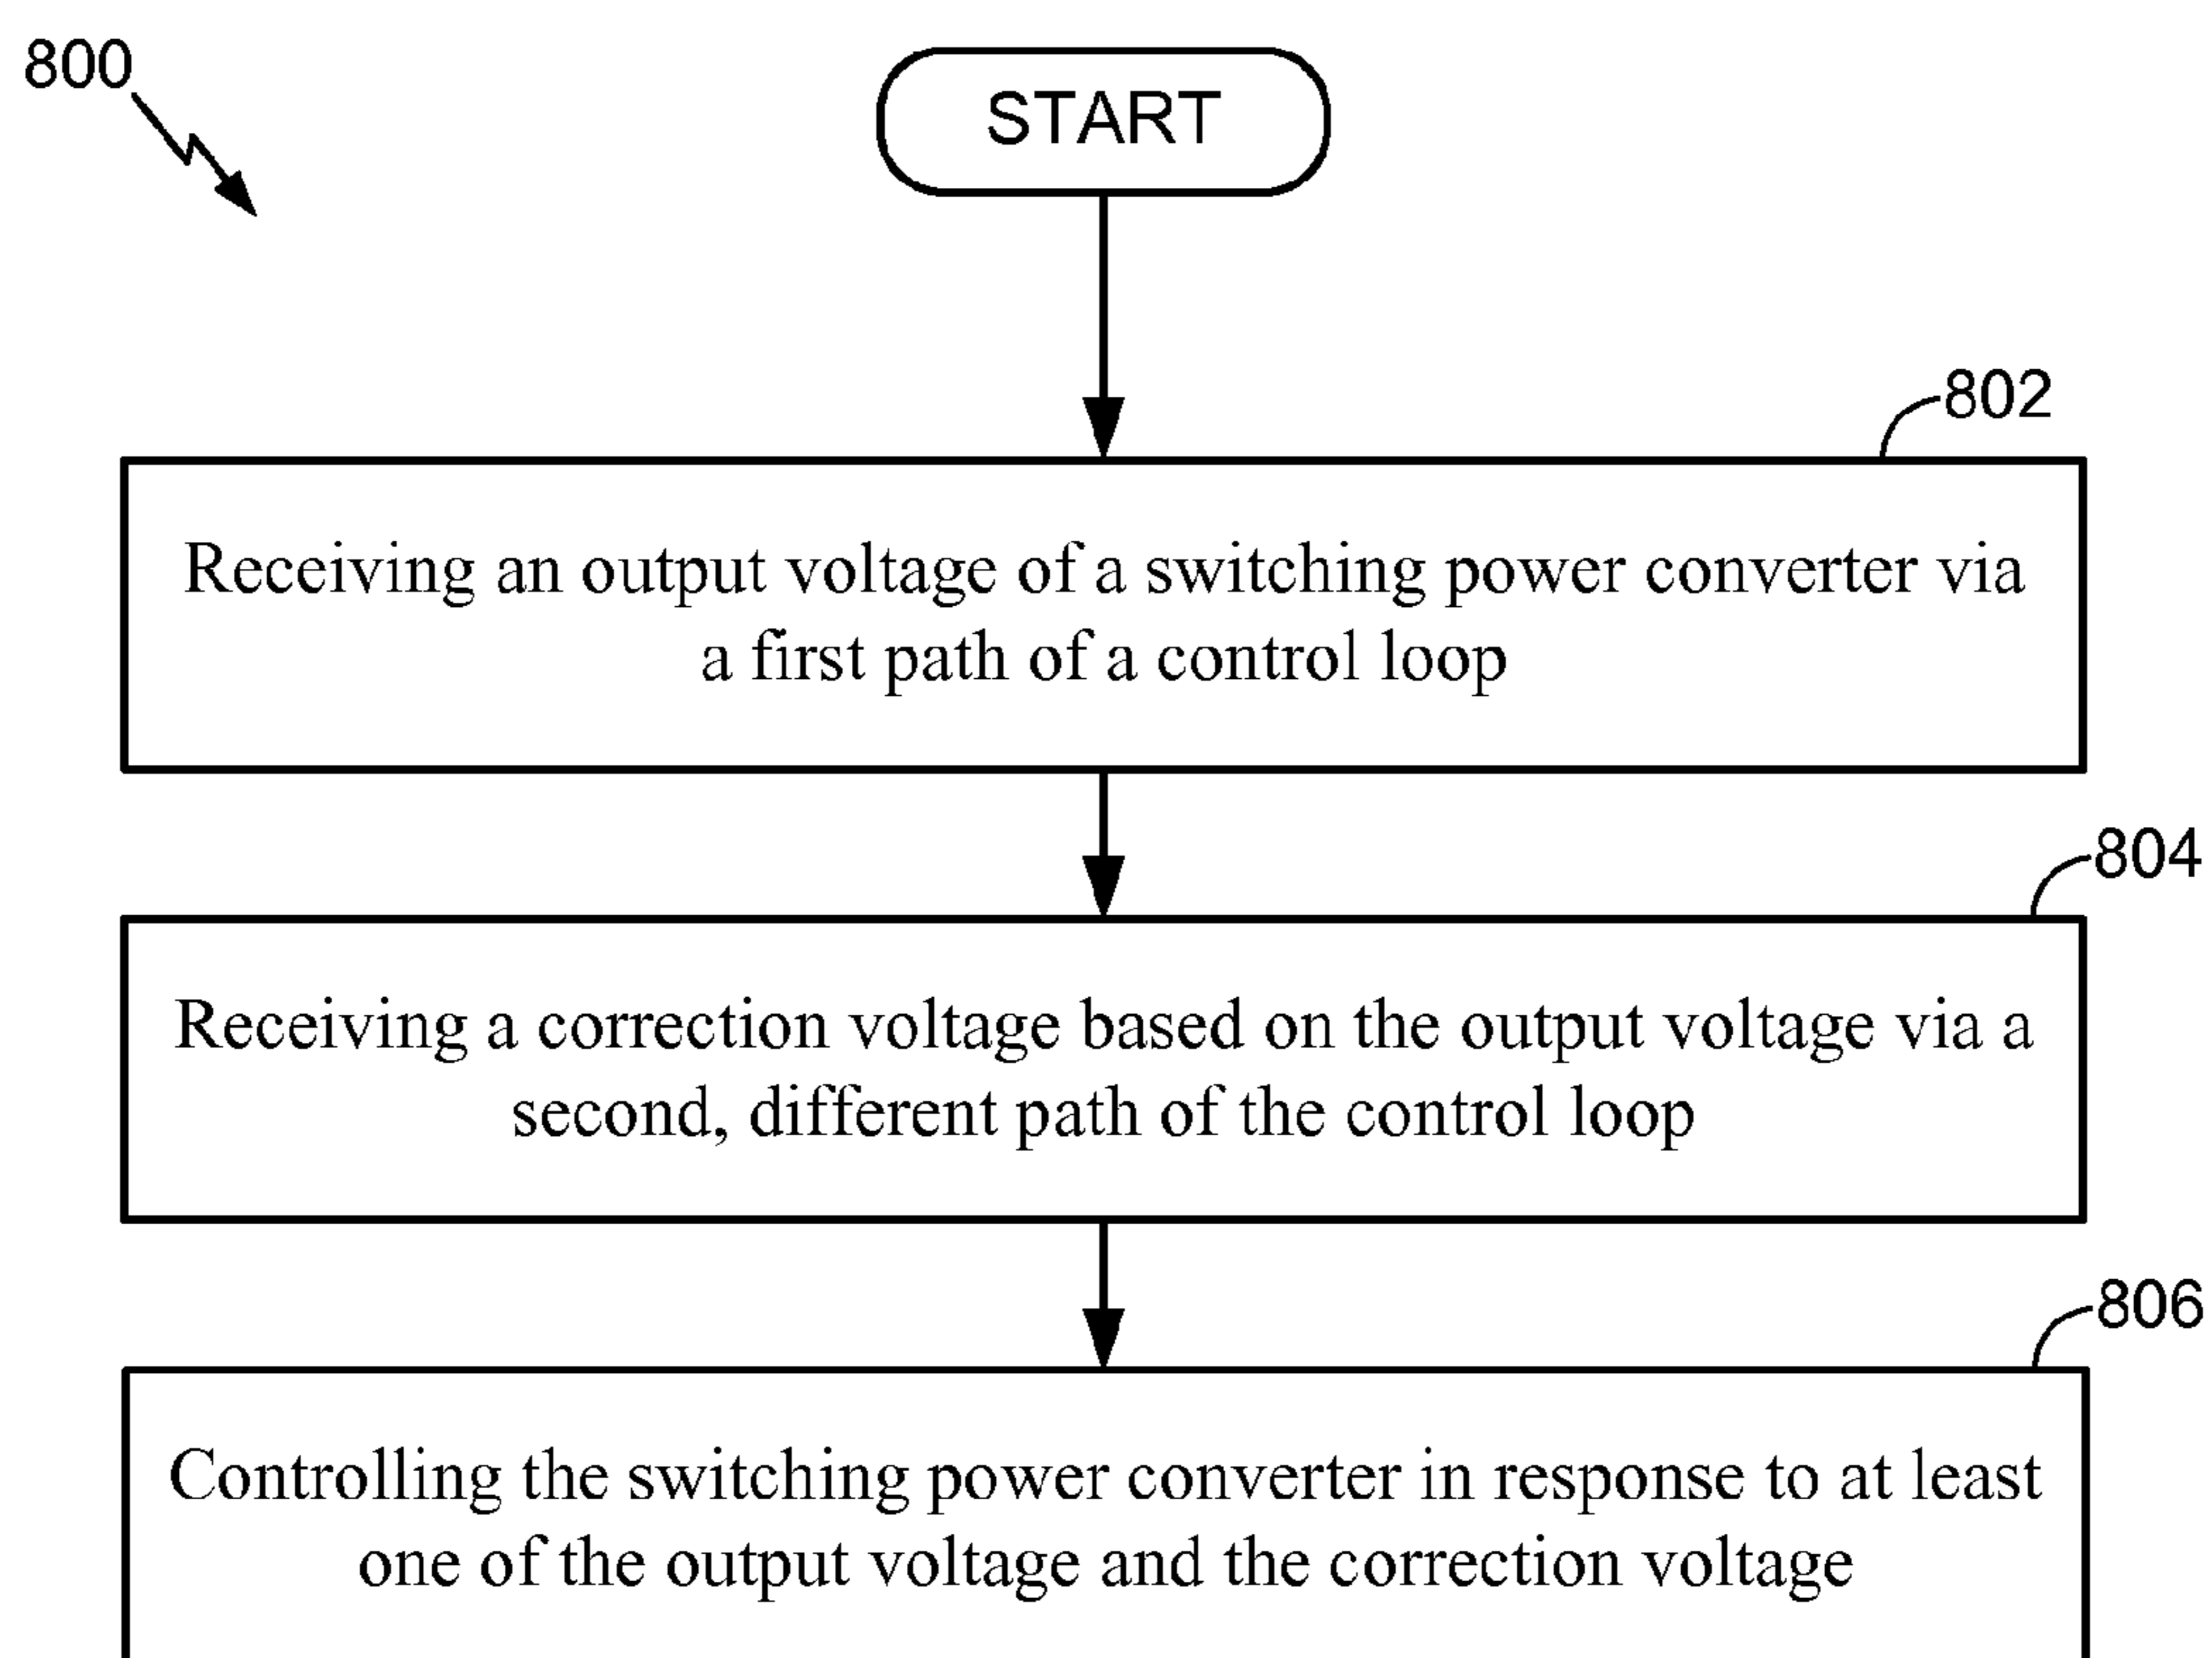 800
START
802
Receiving an output voltage of a switching power converter via
a first path of a control loop
804
Receiving a correction voltage based on the output voltage via a
second, different path of the control loop
806
Controlling the switching power converter in response to at least
one of the output voltage and the correction voltage